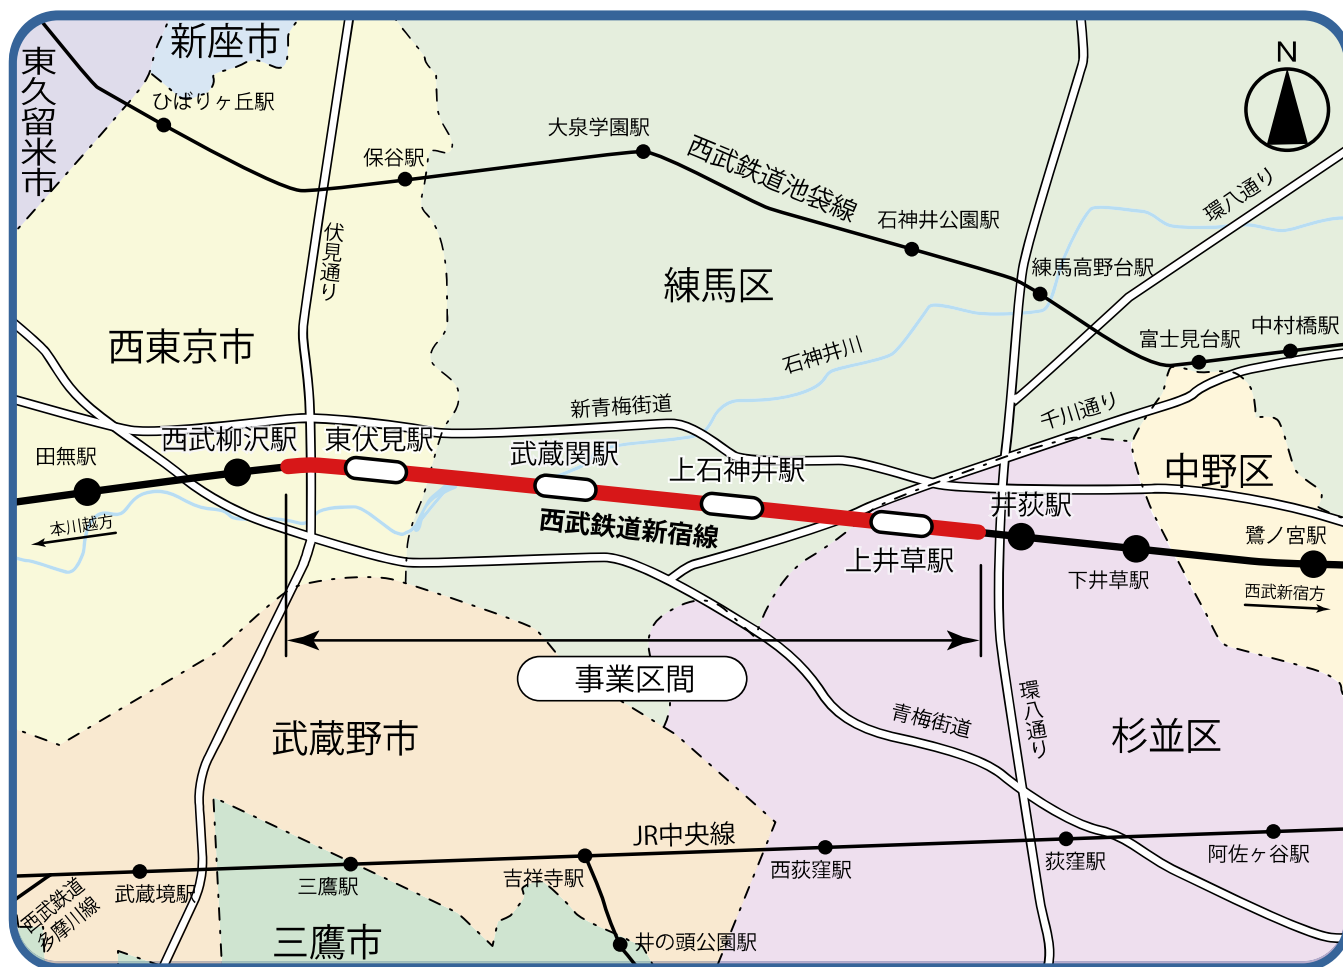 新座市
東久留米市
N
ひばりヶ丘駅
保谷駅
大泉学園駅
西武鉄道池袋線
石神井公園駅
環八通り
伏見通り
練馬区
練馬高野台駅
富士見台駅
中村橋駅
西東京市
石神井川
新青梅街道
千川通り
田無駅
西武柳沢駅
東伏見駅
武蔵関駅
上石神井駅
中野区
井荻駅
本川越方
西武鉄道新宿線
上井草駅
下井草駅
鷺ノ宮駅
西武新宿方
事業区間
武蔵野市
青梅街道
環八通り
杉並区
JR中央線
武蔵境駅
三鷹駅
吉祥寺駅
西荻窪駅
荻窪駅
阿佐ヶ谷駅
西武鉄道
多摩川線
三鷹市
井の頭公園駅